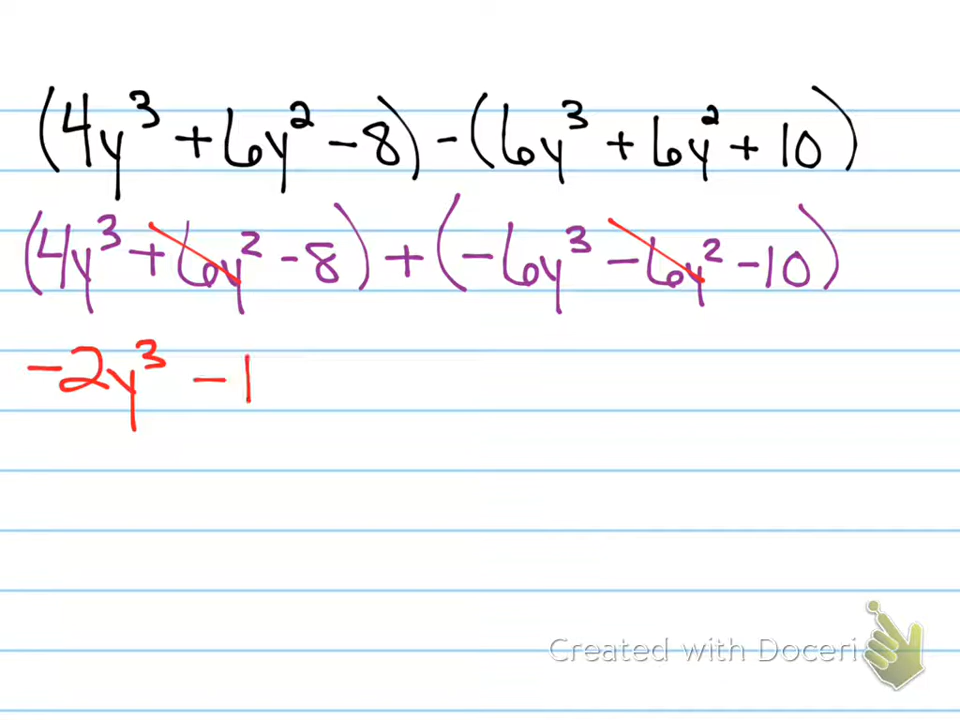 (4y³ + 6y² - 8) - (6y³ + 6y² + 10)
(4y³ + 6y² - 8) + (-6y³ - 6y² - 10)
-2y³ - 1
Created with Doceri